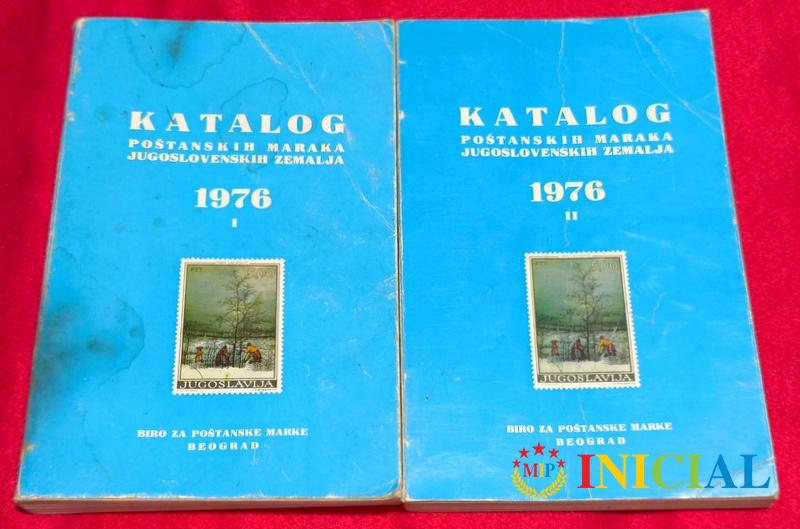 KATALOG
POŠTANSKIH MARAKA
JUGOSLOVENSKIH ZEMALJA
1976
I
JUGOSLAVIJA
BIRO ZA POŠTANSKE MARKE
BEOGRAD
KATALOG
POŠTANSKIH MARAKA
JUGOSLOVENSKIH ZEMALJA
1976
II
JUGOSLAVIJA
BIRO ZA POŠTANSKE MARKE
BEOGRAD
MIP INICIAL